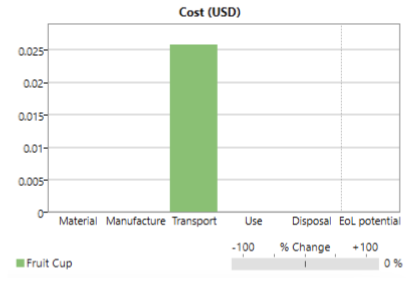 Cost (USD)
0.025
0.02
0.015
0.01
0.005
0
Material Manufacture Transport Use Disposal EoL potential
-100 % Change +100
Fruit Cup 0 %